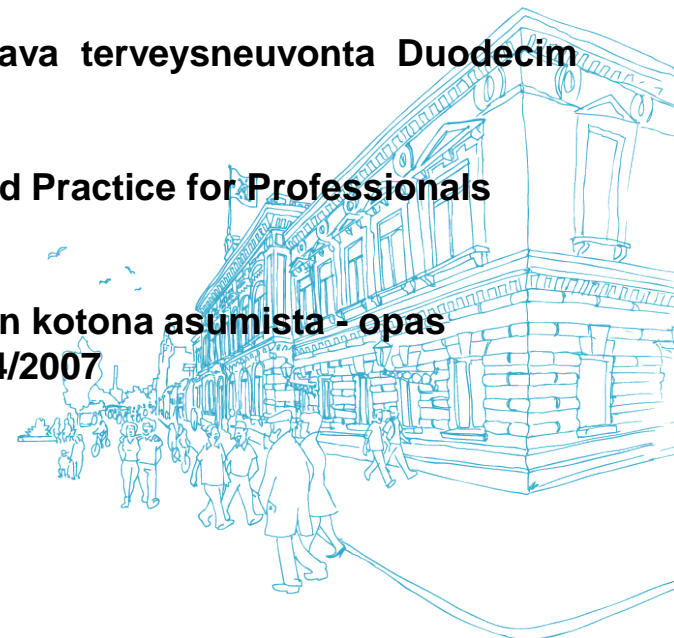 ava terveysneuvonta Duodecim
d Practice for Professionals
n kotona asumista - opas
4/2007